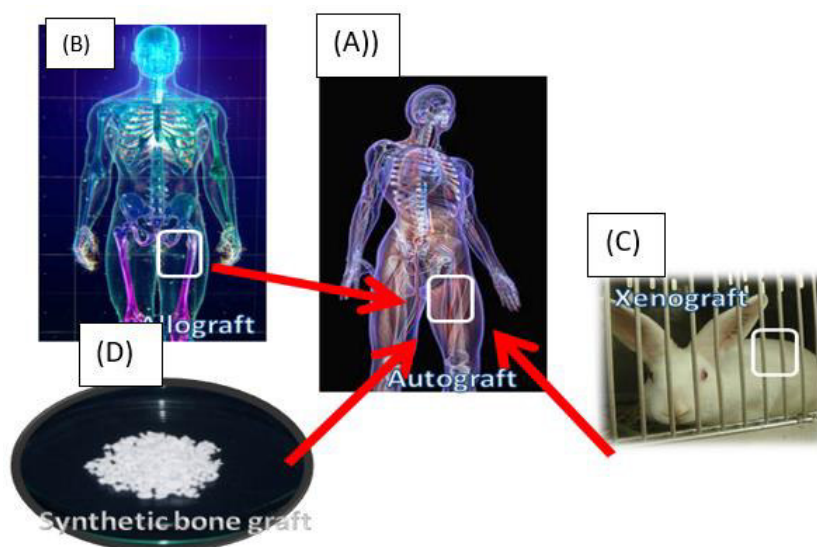 (B)
(A))
(C)
Xenograft
Allograft
(D)
Autograft
Synthetic bone graft